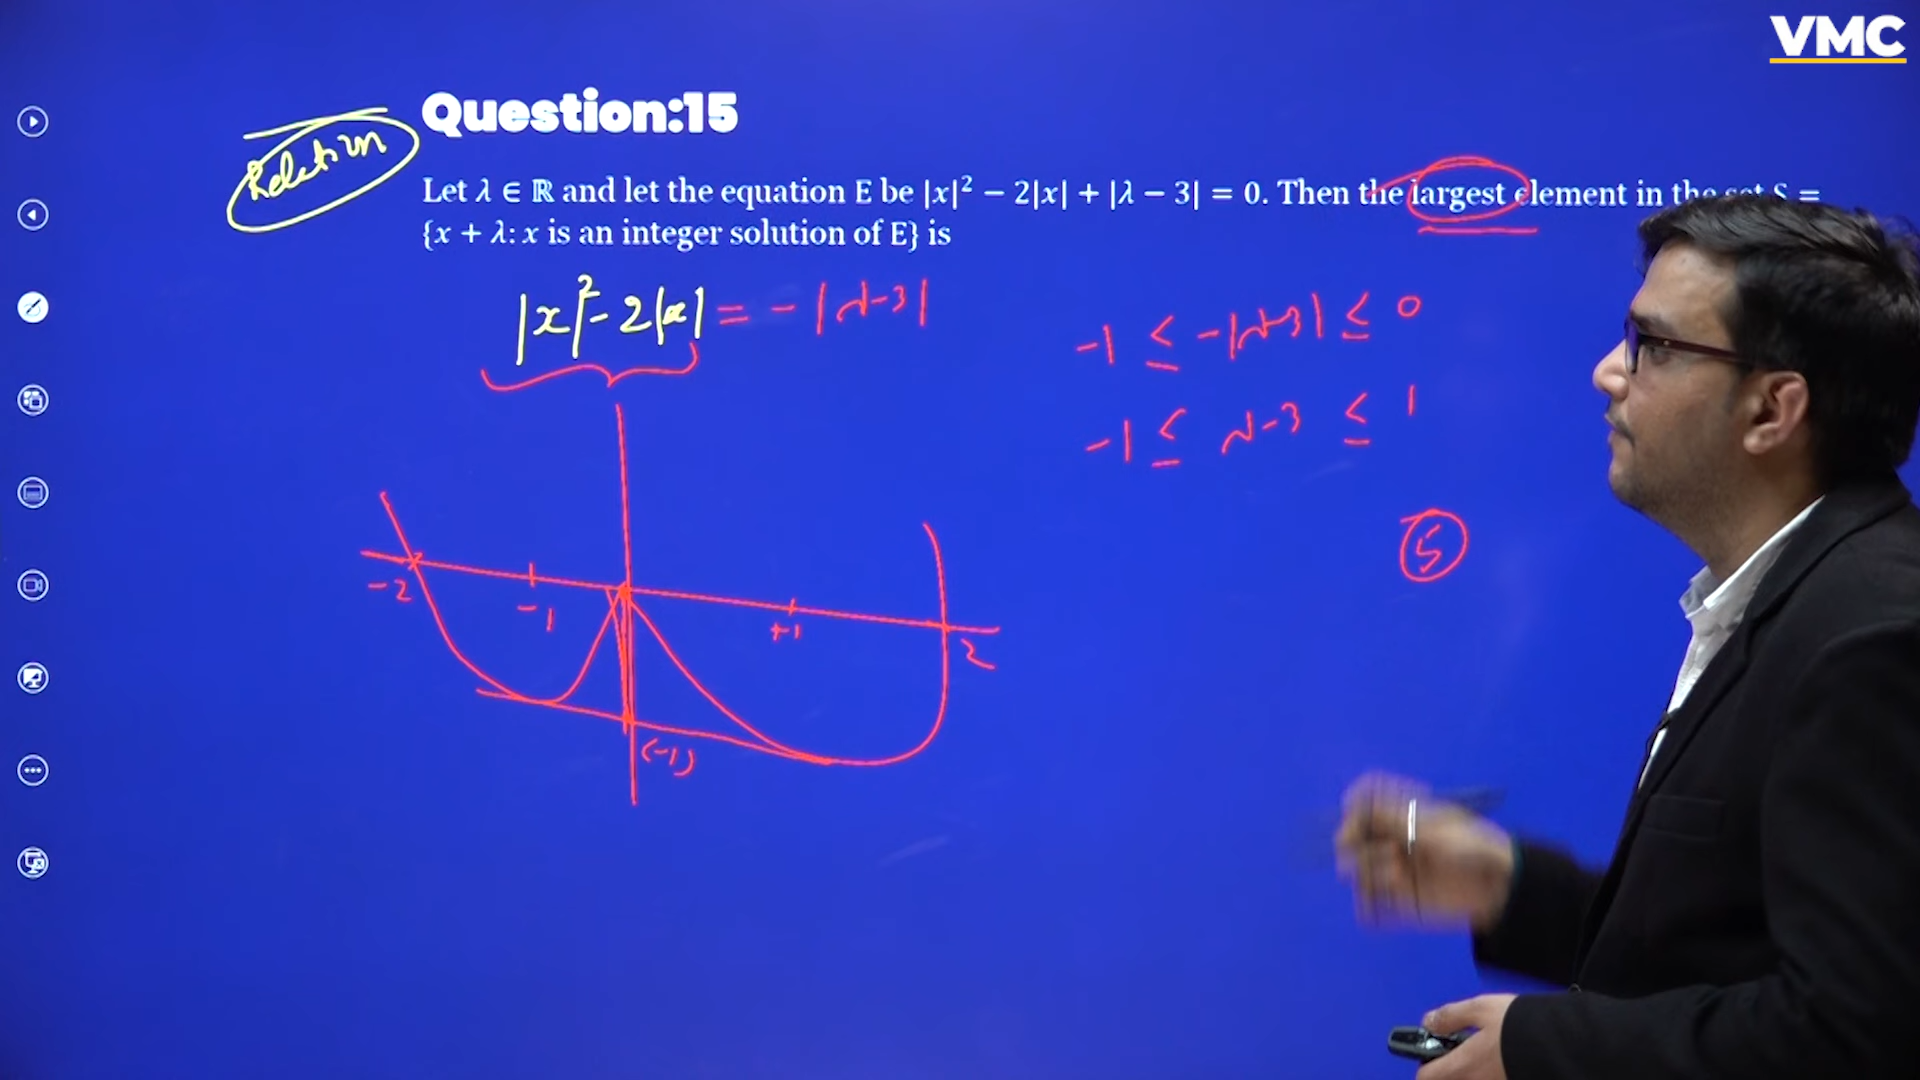 VMC
Question:15
Relation
Let λ ∈ ℝ and let the equation E be |x|² − 2|x| + |λ − 3| = 0. Then the largest element in the set S =
{x + λ: x is an integer solution of E} is
|x|² - 2|x| = - |λ-3|
-1 ≤ -|λ-3| ≤ 0
-1 ≤ λ-3 ≤ 1
5
-2
-1
+1
2
(-1)